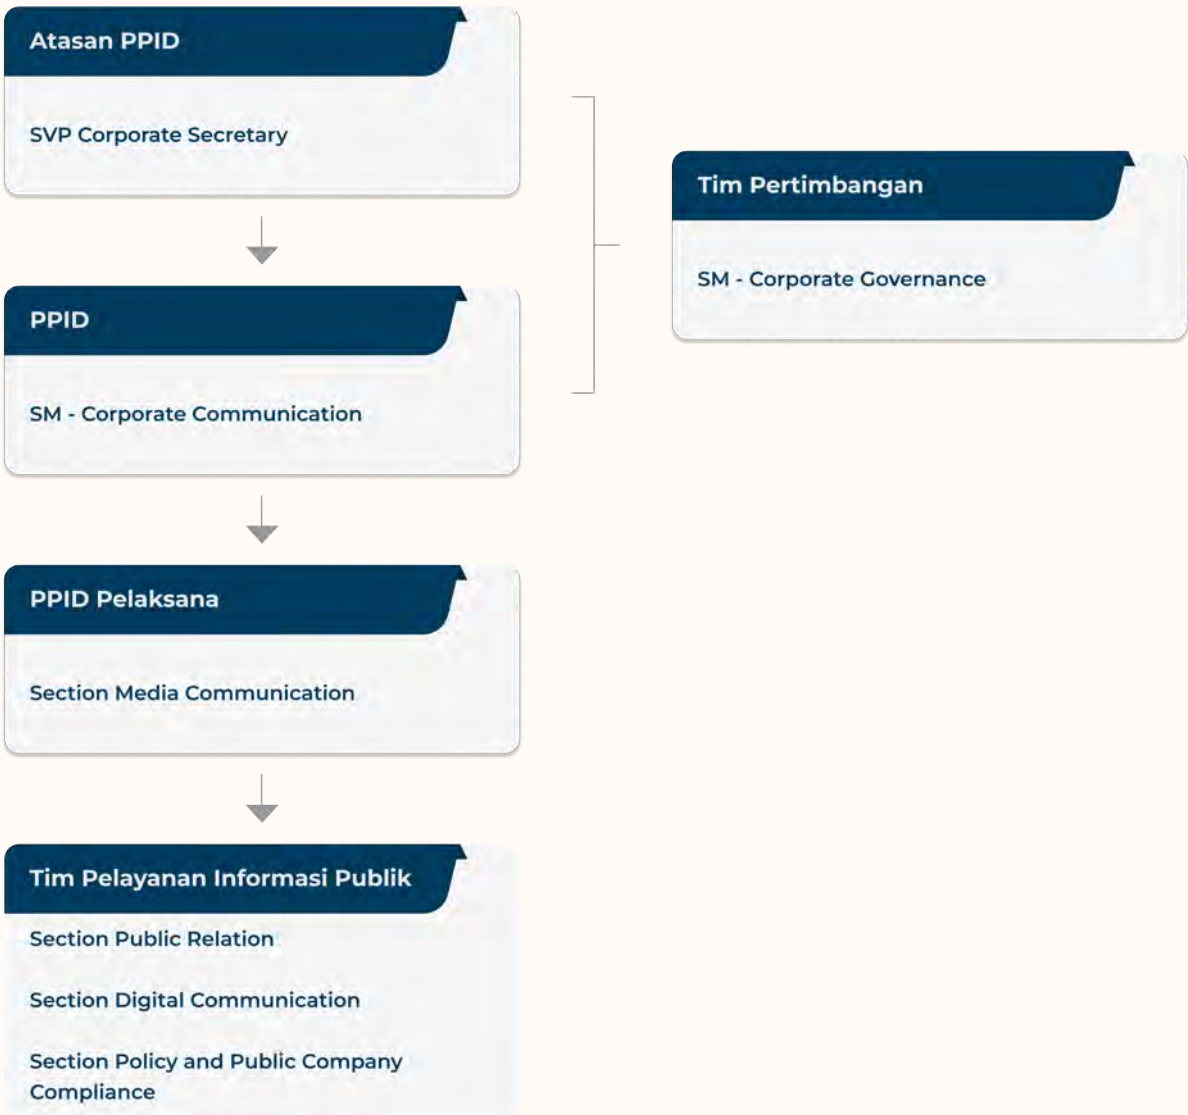 Atasan PPID
SVP Corporate Secretary
Tim Pertimbangan
SM - Corporate Governance
PPID
SM - Corporate Communication
PPID Pelaksana
Section Media Communication
Tim Pelayanan Informasi Publik
Section Public Relation
Section Digital Communication
Section Policy and Public Company
Compliance